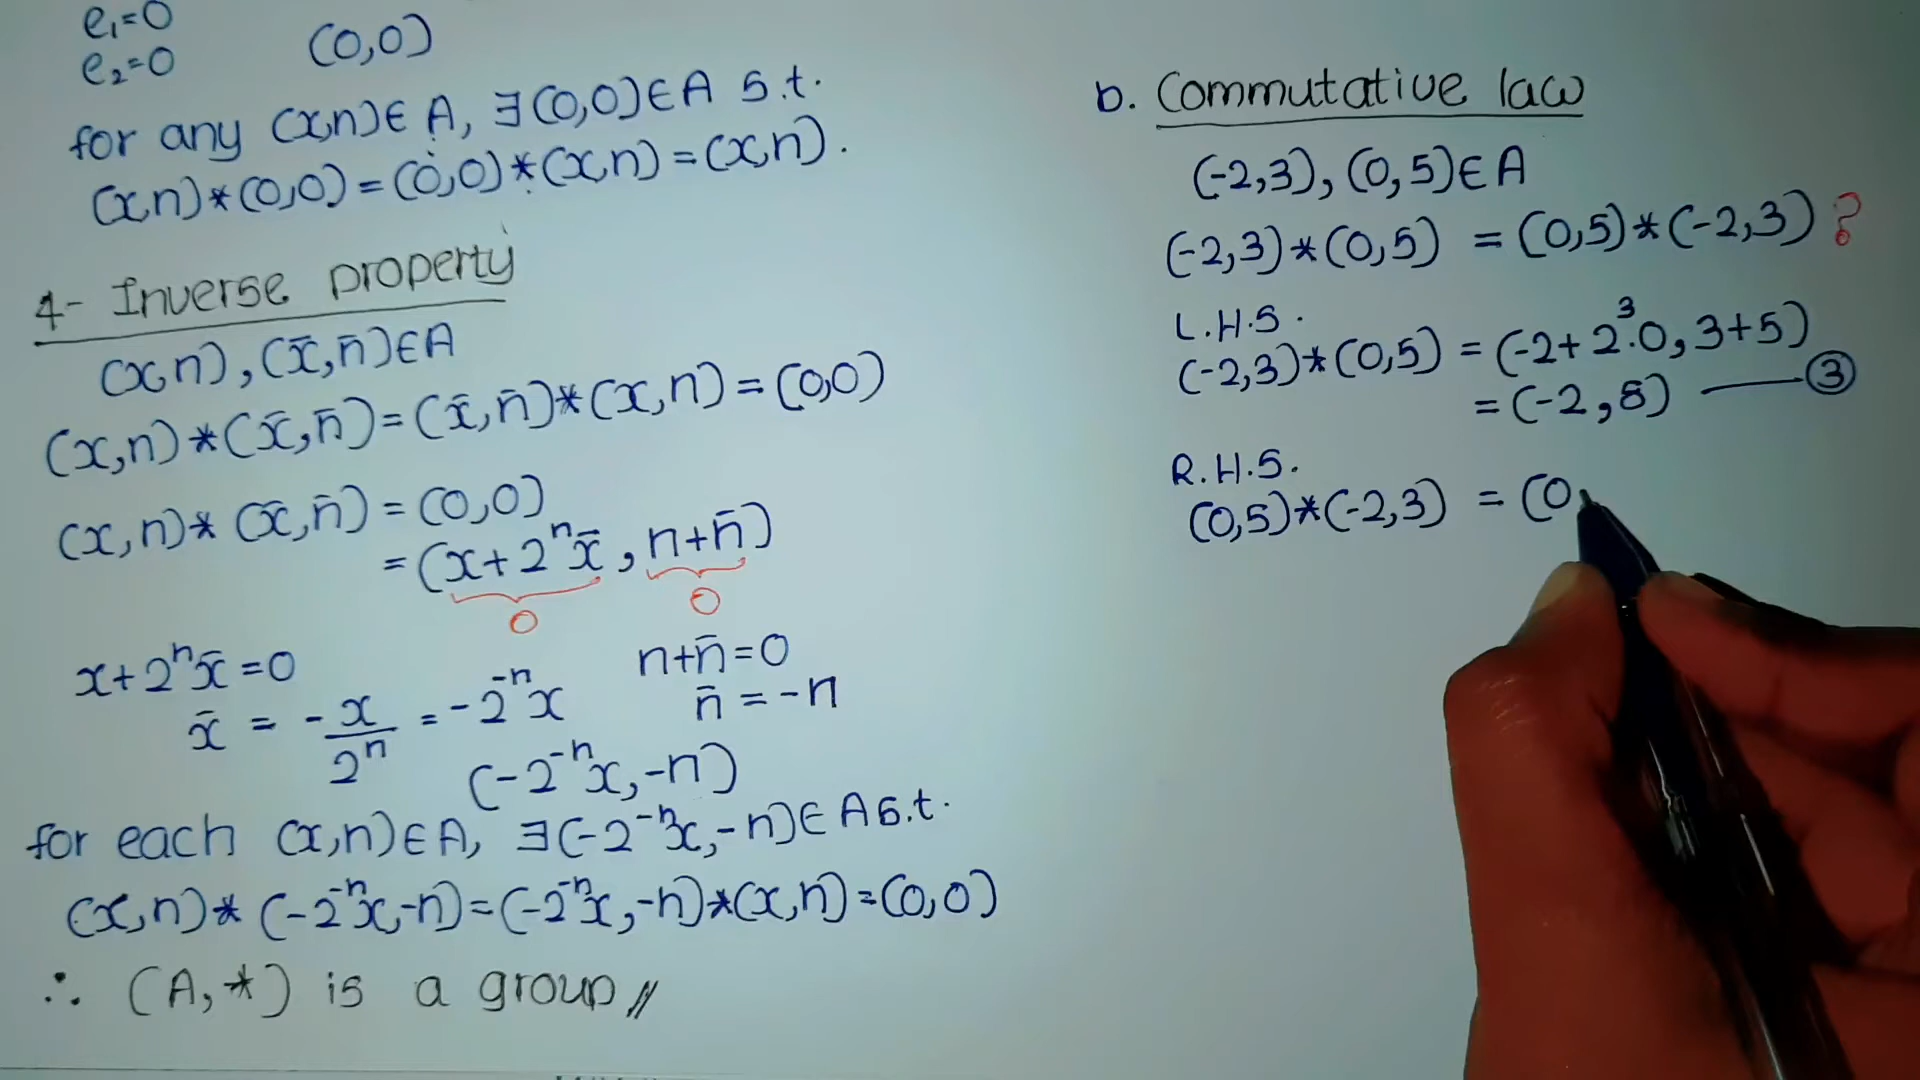 e₁=0
e₂=0 (0,0)
for any (x,n)∈A, ∃(0,0)∈A s.t.
(x,n)*(0,0)=(0,0)*(x,n)=(x,n).
4- Inverse property
(x,n),(x̄,n̄)∈A
(x,n)*(x̄,n̄)=(x̄,n̄)*(x,n)=(0,0)
(x,n)*(x̄,n̄)=(0,0)
=(x+2ⁿx̄, n+n̄)
0 0
x+2ⁿx̄=0 n+n̄=0
x̄ = -x/2ⁿ = -2⁻ⁿx n̄ = -n
(-2⁻ⁿx,-n)
for each (x,n)∈A, ∃(-2⁻ⁿx,-n)∈A s.t.
(x,n)*(-2⁻ⁿx,-n)=(-2⁻ⁿx,-n)*(x,n)=(0,0)
∴ (A,*) is a group //
b. Commutative law
(-2,3), (0,5)∈A
(-2,3)*(0,5) = (0,5)*(-2,3) ?
L.H.S.
(-2,3)*(0,5) = (-2+2³.0, 3+5)
=(-2,8) —— ③
R.H.S.
(0,5)*(-2,3) = (0